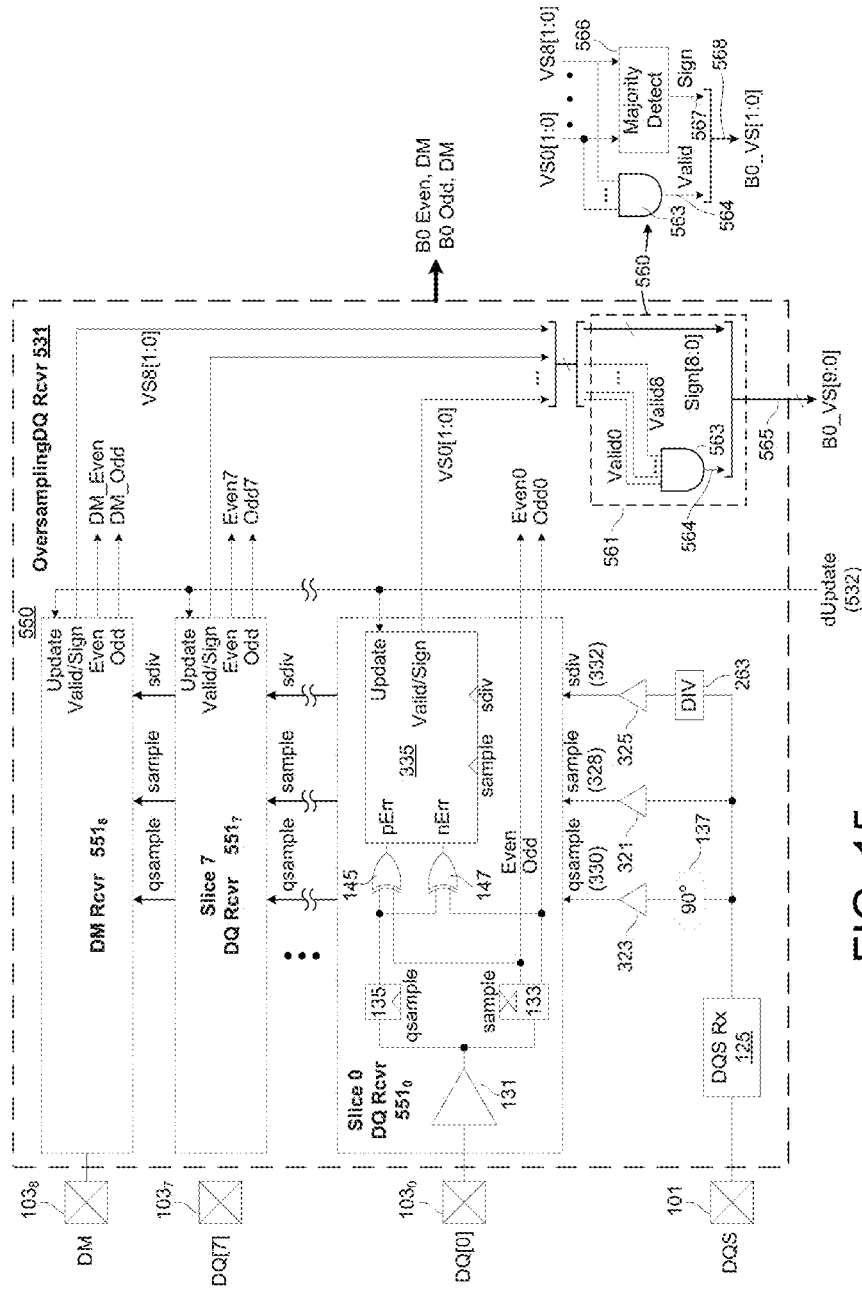 550
OversamplingDQ Rcvr 531
103₈
DM
DM Rcvr 551₈
qsample
sample
sdiv
Update
Valid/Sign
Even
Odd
DM_Even
DM_Odd
VS8[1:0]
103₇
DQ[7]
Slice 7
DQ Rcvr 551₇
qsample
sample
sdiv
Update
Valid/Sign
Even
Odd
Even7
Odd7
B0 Even, DM
B0 Odd, DM
103₀
DQ[0]
Slice 0
DQ Rcvr
551₀
131
135
qsample
sample
133
145
147
pErr
nErr
335
Update
Valid/Sign
sample
sdiv
Even
Odd
VS0[1:0]
Even0
Odd0
qsample
(330)
sample
(328)
sdiv
(332)
323
321
325
90°
137
DIV
263
101
DQS
DQS Rx
125
dUpdate
(532)
561
Valid0
Valid8
Sign[8:0]
563
564
565
B0_VS[9:0]
560
VS0[1:0]
VS8[1:0]
566
Majority
Detect
563
Valid
Sign
564
567
568
B0_VS[1:0]